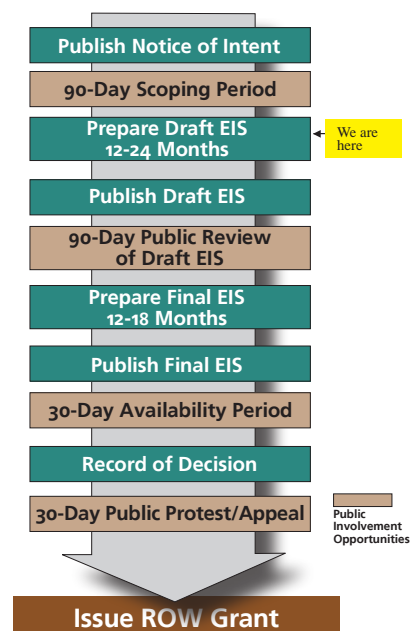 Publish Notice of Intent
90-Day Scoping Period
Prepare Draft EIS
12-24 Months
We are
here
Publish Draft EIS
90-Day Public Review
of Draft EIS
Prepare Final EIS
12-18 Months
Publish Final EIS
30-Day Availability Period
Record of Decision
30-Day Public Protest/Appeal
Public
Involvement
Opportunities
Issue ROW Grant